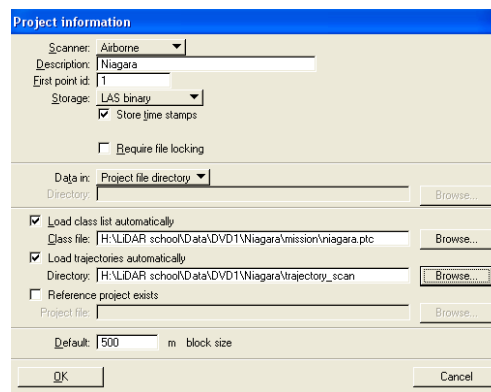 Project information
Scanner: Airborne
Description: Niagara
First point id: 1
Storage: LAS binary
Store time stamps
Require file locking
Data in: Project file directory
Directory: Browse...
Load class list automatically
Class file: H:\LiDAR school\Data\DVD1\Niagara\mission\niagara.ptc Browse...
Load trajectories automatically
Directory: H:\LiDAR school\Data\DVD1\Niagara\trajectory_scan Browse...
Reference project exists
Project file: Browse...
Default: 500 m block size
OK Cancel